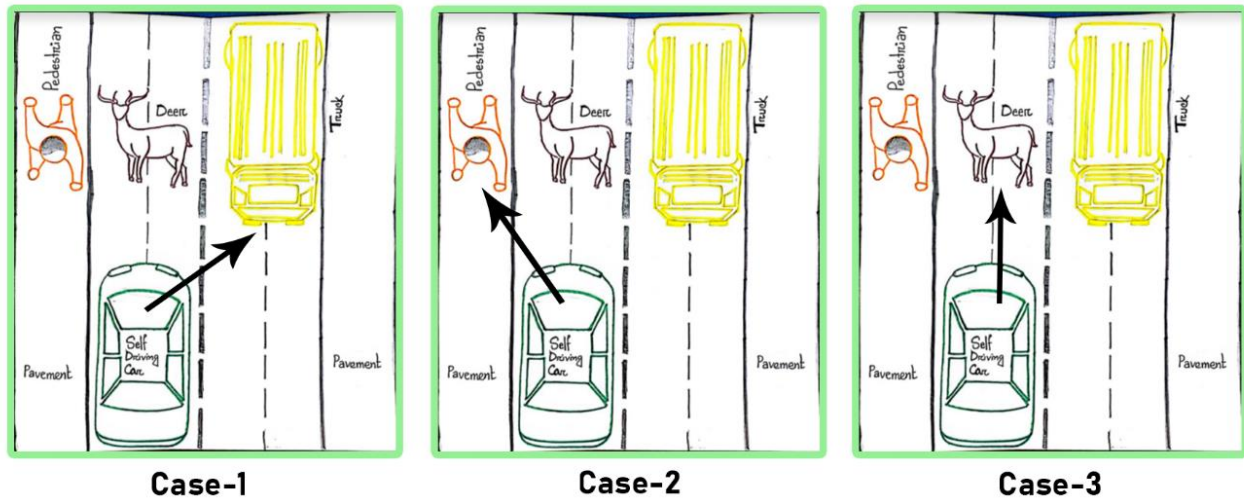 Pedestrian
Deer
Truck
Self
Driving
Car
Pavement
Pavement
Case-1
Pedestrian
Deer
Truck
Self
Driving
Car
Pavement
Pavement
Case-2
Pedestrian
Deer
Truck
Self
Driving
Car
Pavement
Pavement
Case-3